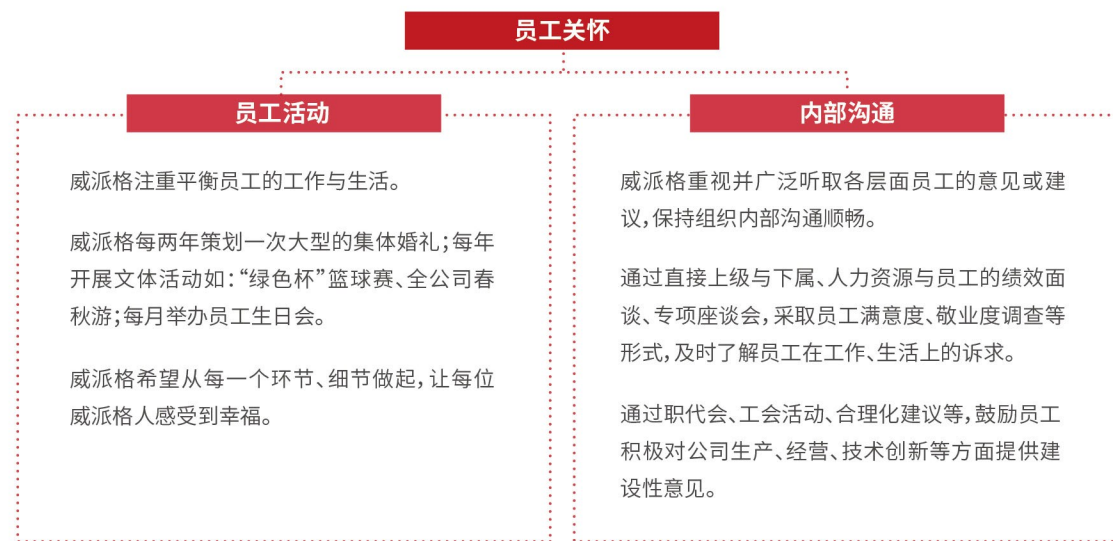 员工关怀
员工活动
威派格注重平衡员工的工作与生活。
威派格每两年策划一次大型的集体婚礼；每年
开展文体活动如：“绿色杯”篮球赛、全公司春
秋游；每月举办员工生日会。
威派格希望从每一个环节、细节做起，让每位
威派格人感受到幸福。
内部沟通
威派格重视并广泛听取各层面员工的意见或建
议，保持组织内部沟通顺畅。
通过直接上级与下属、人力资源与员工的绩效面
谈、专项座谈会，采取员工满意度、敬业度调查等
形式，及时了解员工在工作、生活上的诉求。
通过职代会、工会活动、合理化建议等，鼓励员工
积极对公司生产、经营、技术创新等方面提供建
设性意见。